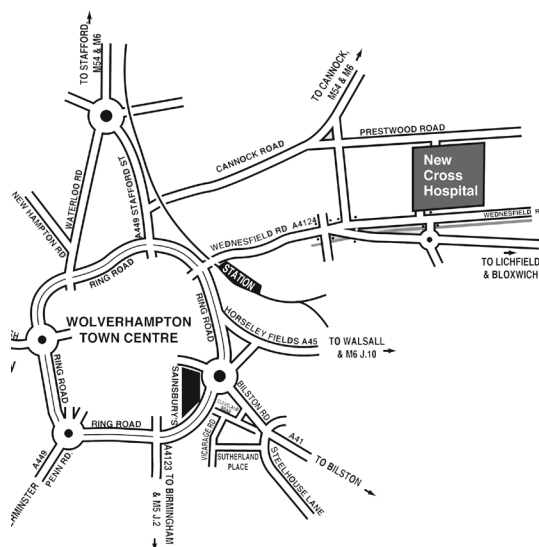 TO STAFFORD,
M54 & M6
TO CANNOCK,
M54 & M6
PRESTWOOD ROAD
CANNOCK ROAD
New
Cross
Hospital
WATERLOO RD
A449 STAFFORD ST
NEW HAMPTON RD
WEDNESFIELD RD A4124
WEDNESFIELD R
TO LICHFIELD
& BLOXWICH
RING ROAD
STATION
RING ROAD
WOLVERHAMPTON
TOWN CENTRE
HORSELEY FIELDS A45
TO WALSALL
& M6 J.10
RING ROAD
SAINSBURY'S
BILSTON RD
RING ROAD
VICARAGE RD
SUTHERLAND
PLACE
A41
TO BILSTON
STEELHOUSE LANE
A449
PENN RD.
ERMINSTER
A4123 TO BIRMINGHAM
& M5 J.2